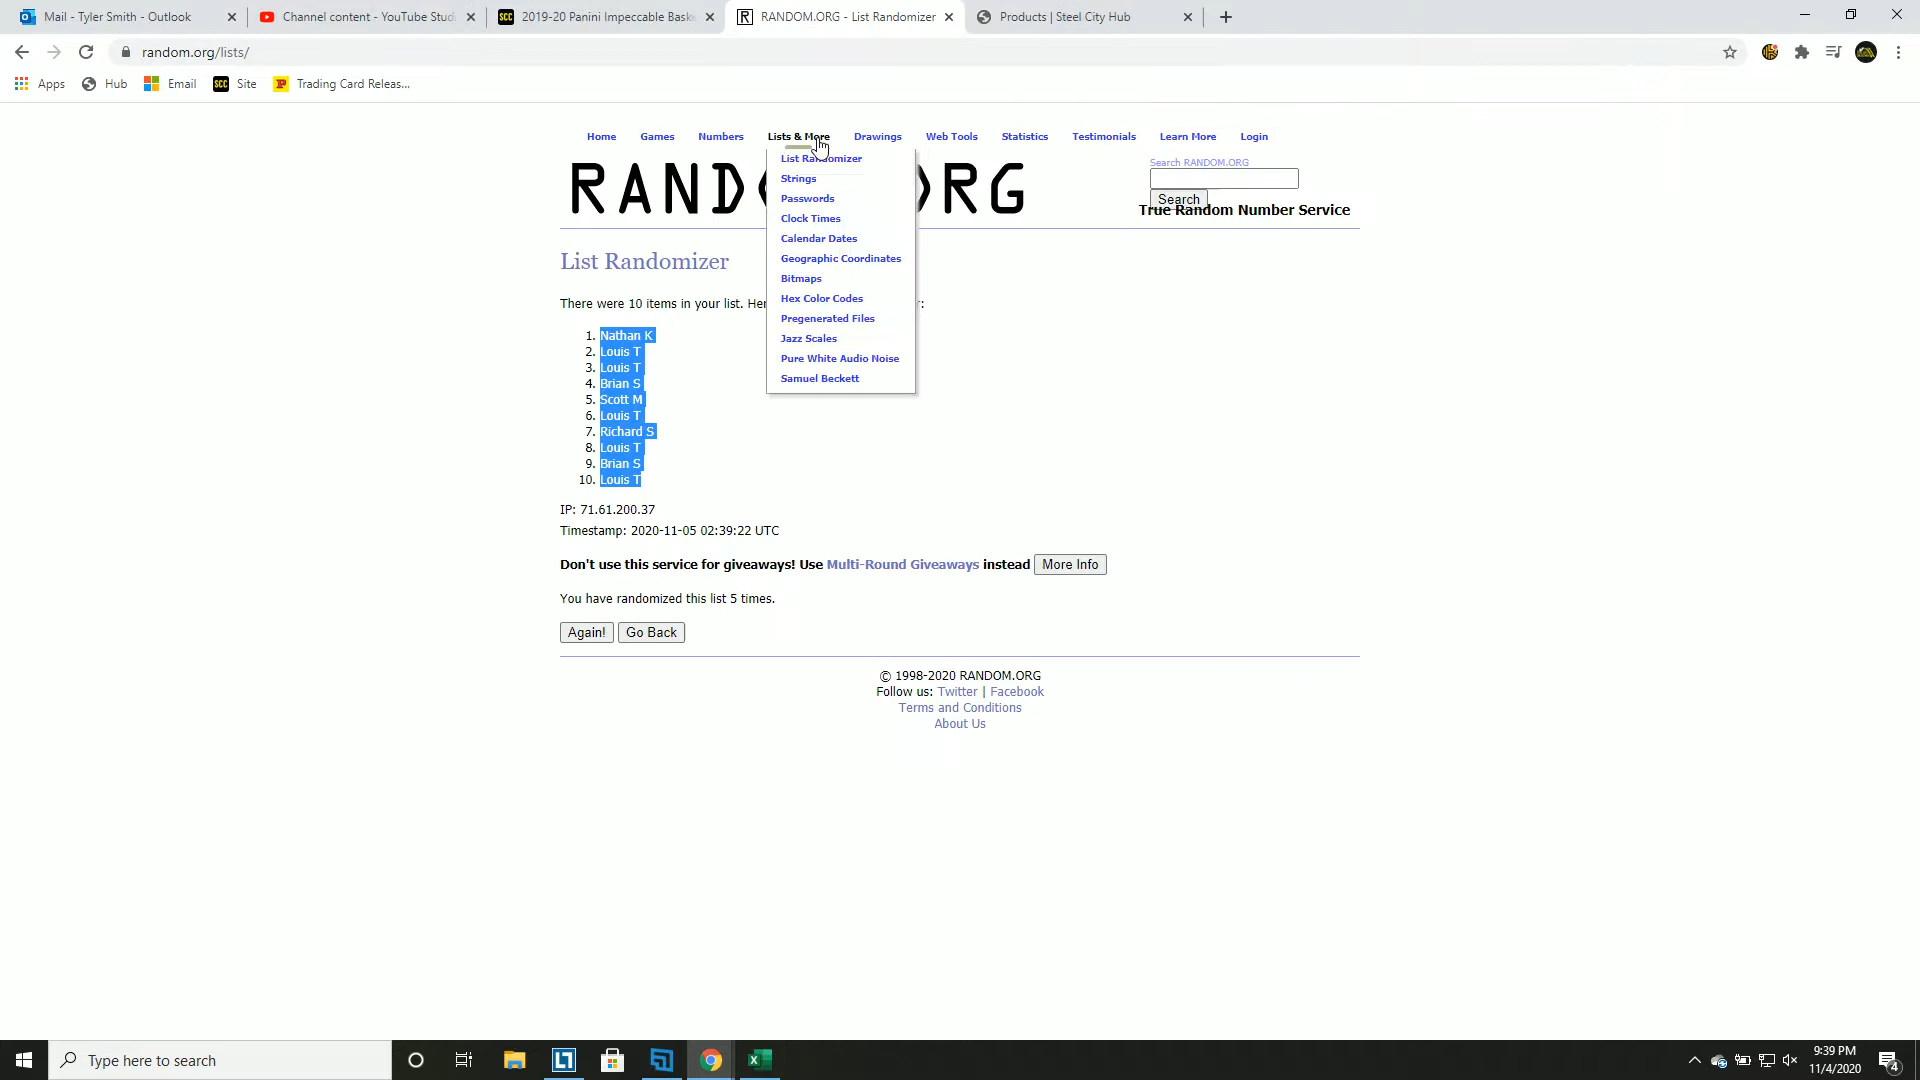 Mail - Tyler Smith - Outlook
Channel content - YouTube Stud
SCC 2019-20 Panini Impeccable Baske
R RANDOM.ORG - List Randomizer
Products | Steel City Hub
random.org/lists/
Apps Hub Email SCC Site Trading Card Releas...
Home Games Numbers Lists & More Drawings Web Tools Statistics Testimonials Learn More Login
List Randomizer
Strings
Passwords
Clock Times
Calendar Dates
Geographic Coordinates
Bitmaps
Hex Color Codes
Pregenerated Files
Jazz Scales
Pure White Audio Noise
Samuel Beckett
RAND RG
Search RANDOM.ORG
Search
True Random Number Service
List Randomizer
There were 10 items in your list. Her r:
1. Nathan K
2. Louis T
3. Louis T
4. Brian S
5. Scott M
6. Louis T
7. Richard S
8. Louis T
9. Brian S
10. Louis T
IP: 71.61.200.37
Timestamp: 2020-11-05 02:39:22 UTC
Don't use this service for giveaways! Use Multi-Round Giveaways instead More Info
You have randomized this list 5 times.
Again! Go Back
© 1998-2020 RANDOM.ORG
Follow us: Twitter | Facebook
Terms and Conditions
About Us
Type here to search
9:39 PM
11/4/2020
4